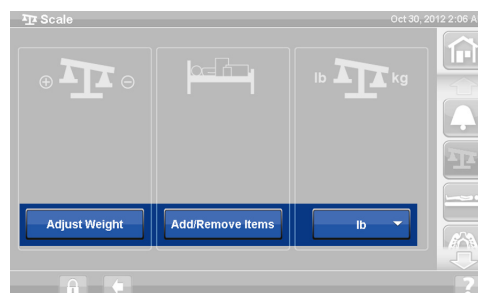 Scale
Oct 30, 2012 2:06 A
lb kg
Adjust Weight
Add/Remove Items
lb
?